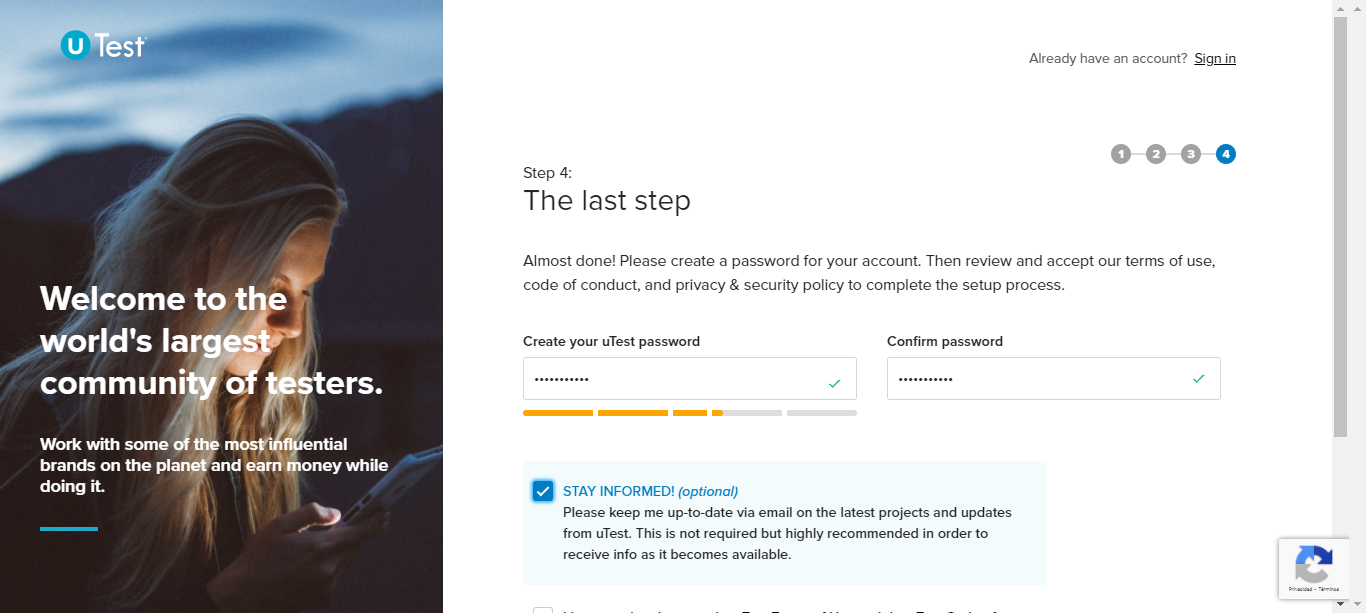 uTest
Already have an account? Sign in
1 2 3 4
Step 4:
The last step
Almost done! Please create a password for your account. Then review and accept our terms of use,
code of conduct, and privacy & security policy to complete the setup process.
Create your uTest password
Confirm password
STAY INFORMED! (optional)
Please keep me up-to-date via email on the latest projects and updates
from uTest. This is not required but highly recommended in order to
receive info as it becomes available.
Welcome to the
world's largest
community of testers.
Work with some of the most influential
brands on the planet and earn money while
doing it.
Privacidad - Términos